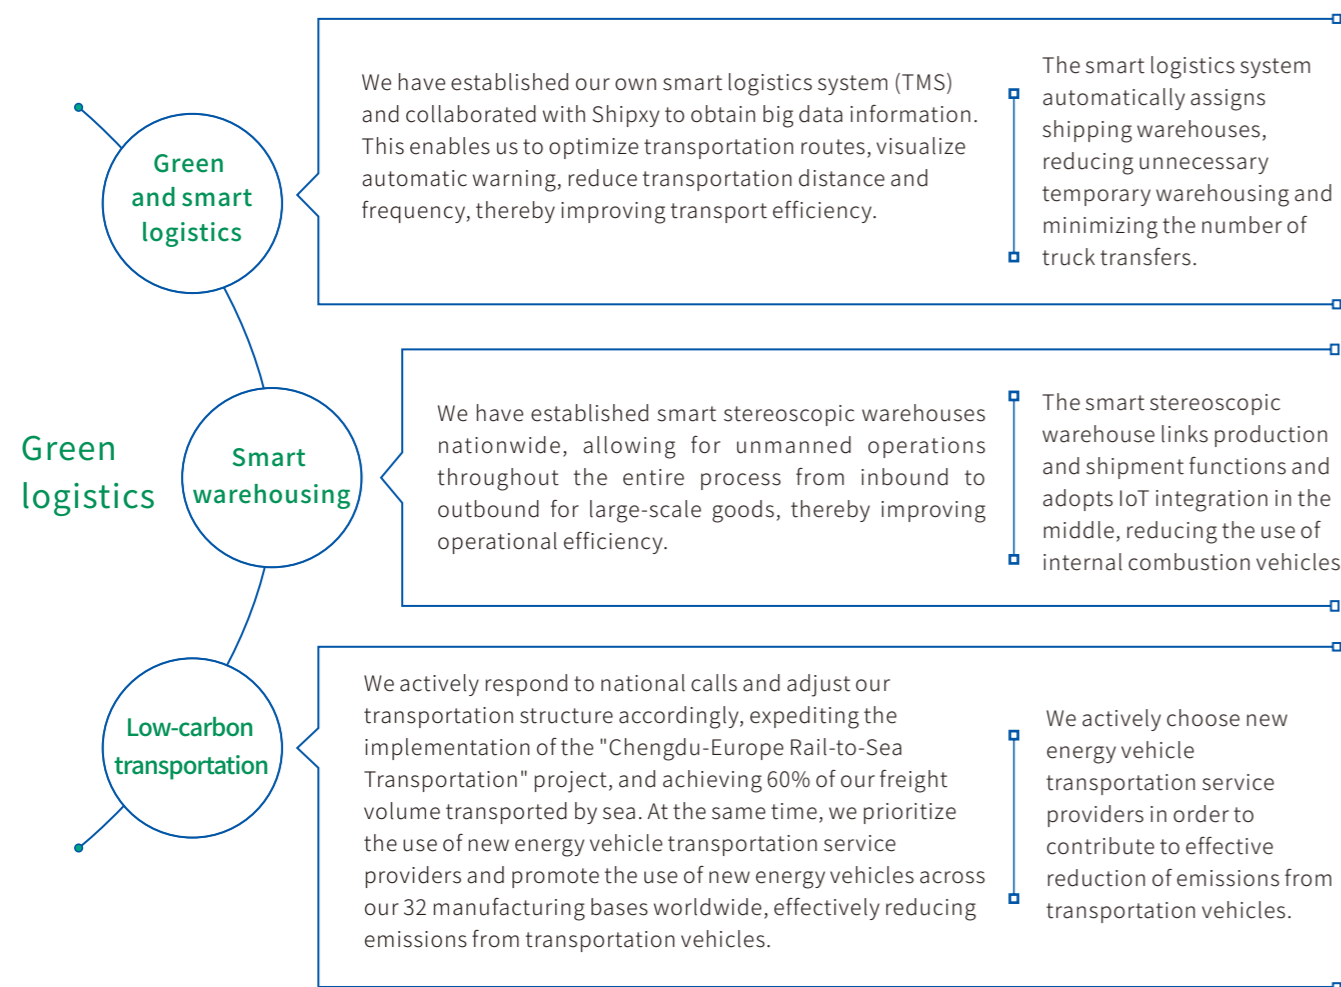 Green
logistics
Green
and smart
logistics
We have established our own smart logistics system (TMS)
and collaborated with Shipxy to obtain big data information.
This enables us to optimize transportation routes, visualize
automatic warning, reduce transportation distance and
frequency, thereby improving transport efficiency.
The smart logistics system
automatically assigns
shipping warehouses,
reducing unnecessary
temporary warehousing and
minimizing the number of
truck transfers.
Smart
warehousing
We have established smart stereoscopic warehouses
nationwide, allowing for unmanned operations
throughout the entire process from inbound to
outbound for large-scale goods, thereby improving
operational efficiency.
The smart stereoscopic
warehouse links production
and shipment functions and
adopts IoT integration in the
middle, reducing the use of
internal combustion vehicles
Low-carbon
transportation
We actively respond to national calls and adjust our
transportation structure accordingly, expediting the
implementation of the "Chengdu-Europe Rail-to-Sea
Transportation" project, and achieving 60% of our freight
volume transported by sea. At the same time, we prioritize
the use of new energy vehicle transportation service
providers and promote the use of new energy vehicles across
our 32 manufacturing bases worldwide, effectively reducing
emissions from transportation vehicles.
We actively choose new
energy vehicle
transportation service
providers in order to
contribute to effective
reduction of emissions from
transportation vehicles.